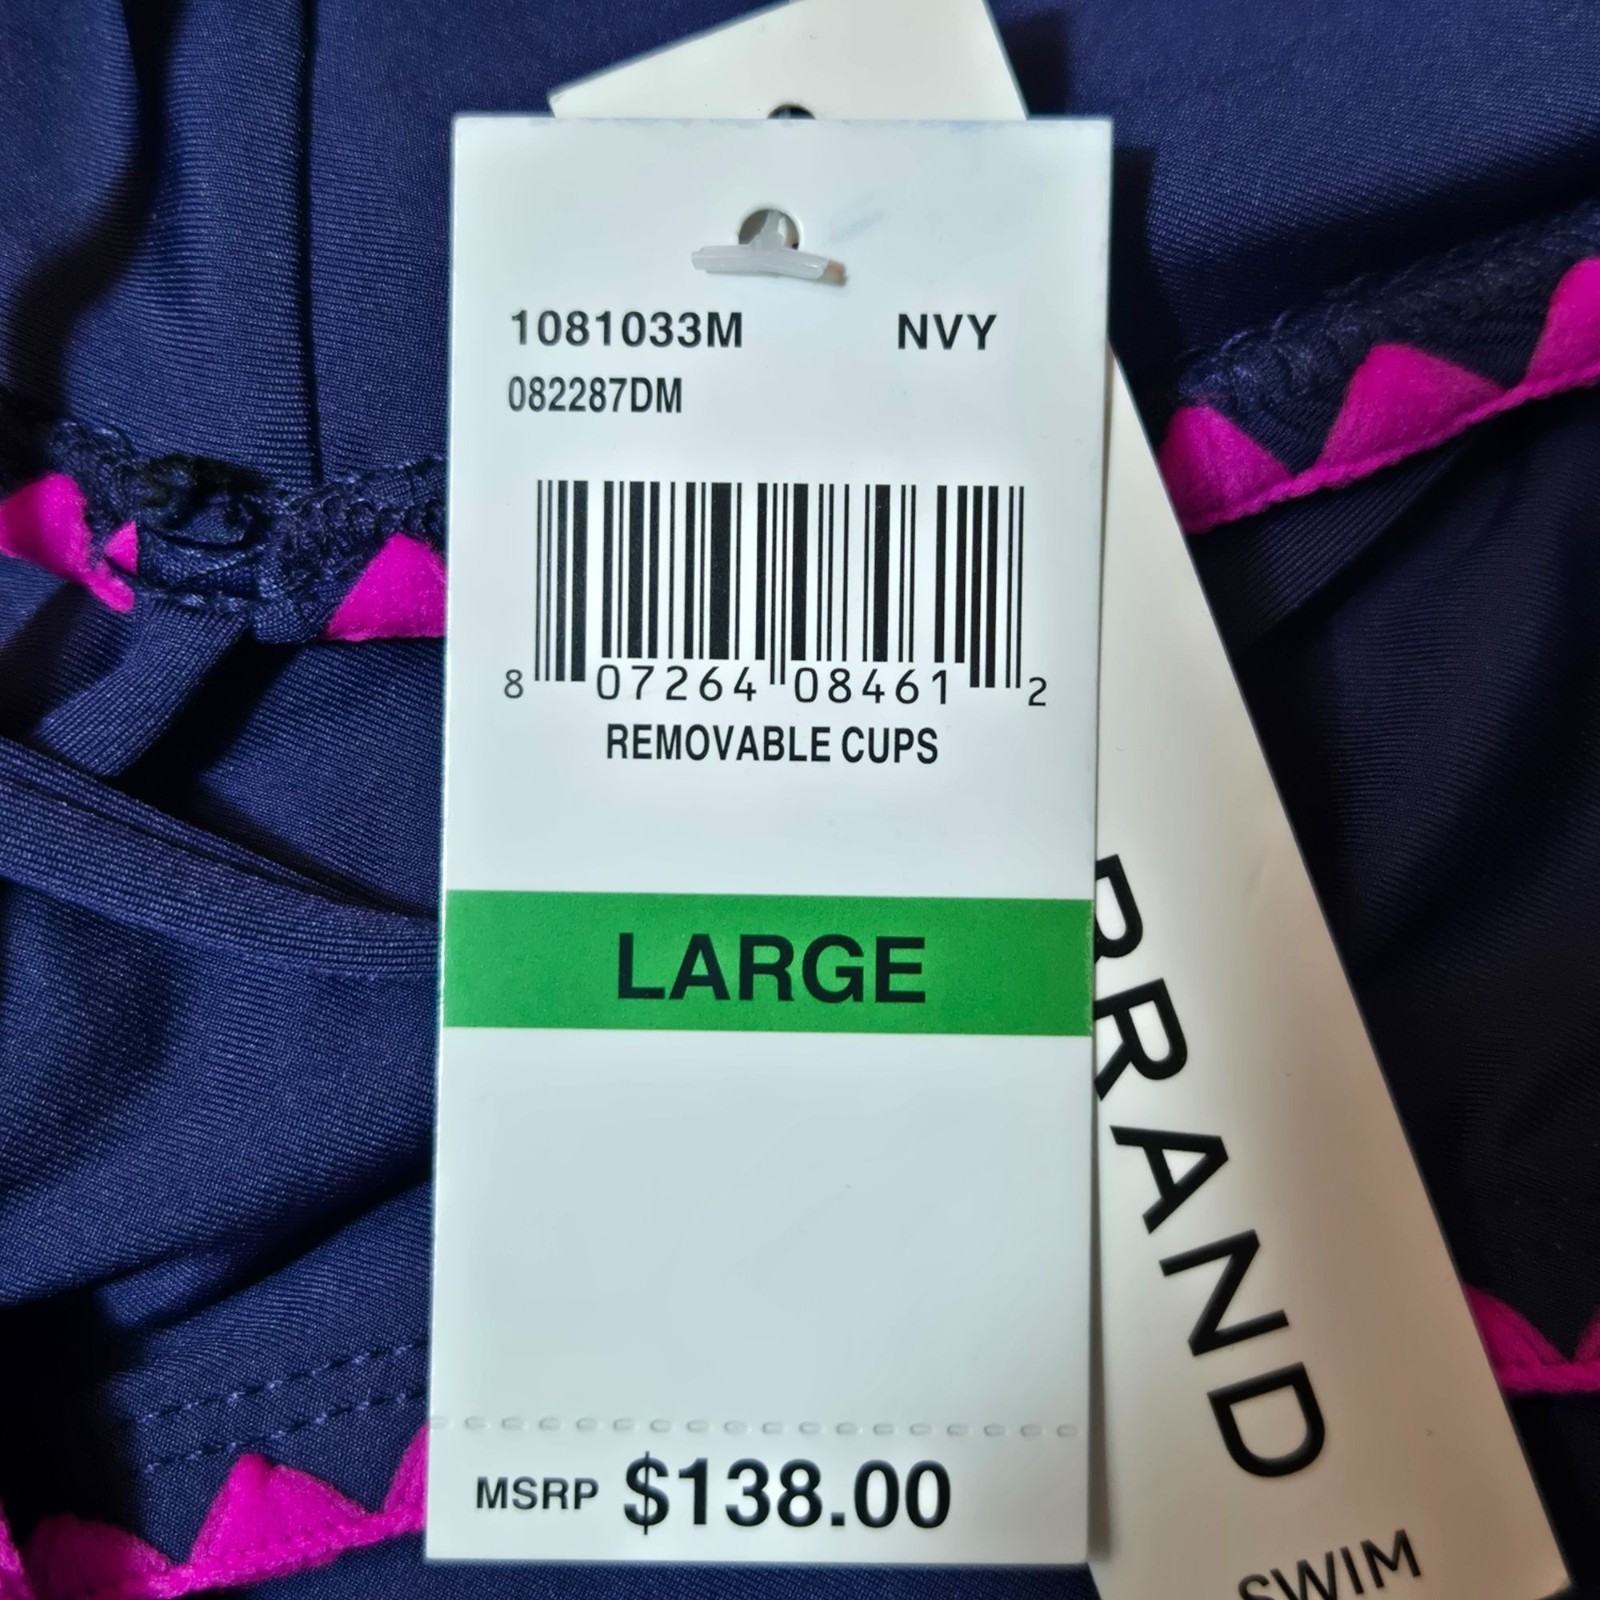 1081033M NVY
082287DM
8 07264 08461 2
REMOVABLE CUPS
LARGE
MSRP $138.00
BRAND
SWIM